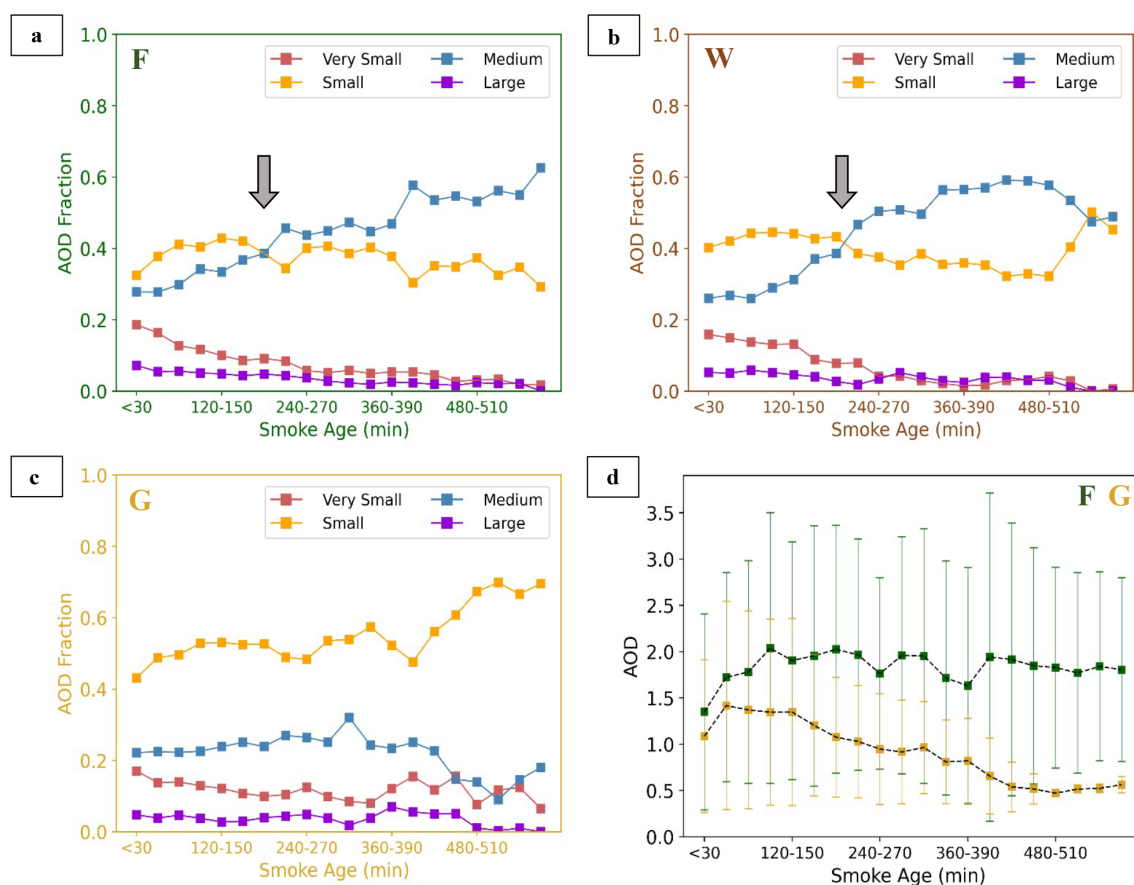 a
F
Very Small
Small
Medium
Large
1.0
0.8
0.6
0.4
0.2
0.0
AOD Fraction
<30
120-150
240-270
360-390
480-510
Smoke Age (min)
b
W
Very Small
Small
Medium
Large
1.0
0.8
0.6
0.4
0.2
0.0
AOD Fraction
<30
120-150
240-270
360-390
480-510
Smoke Age (min)
c
G
Very Small
Small
Medium
Large
1.0
0.8
0.6
0.4
0.2
0.0
AOD Fraction
<30
120-150
240-270
360-390
480-510
Smoke Age (min)
d
F G
3.5
3.0
2.5
2.0
1.5
1.0
0.5
0.0
AOD
<30
120-150
240-270
360-390
480-510
Smoke Age (min)